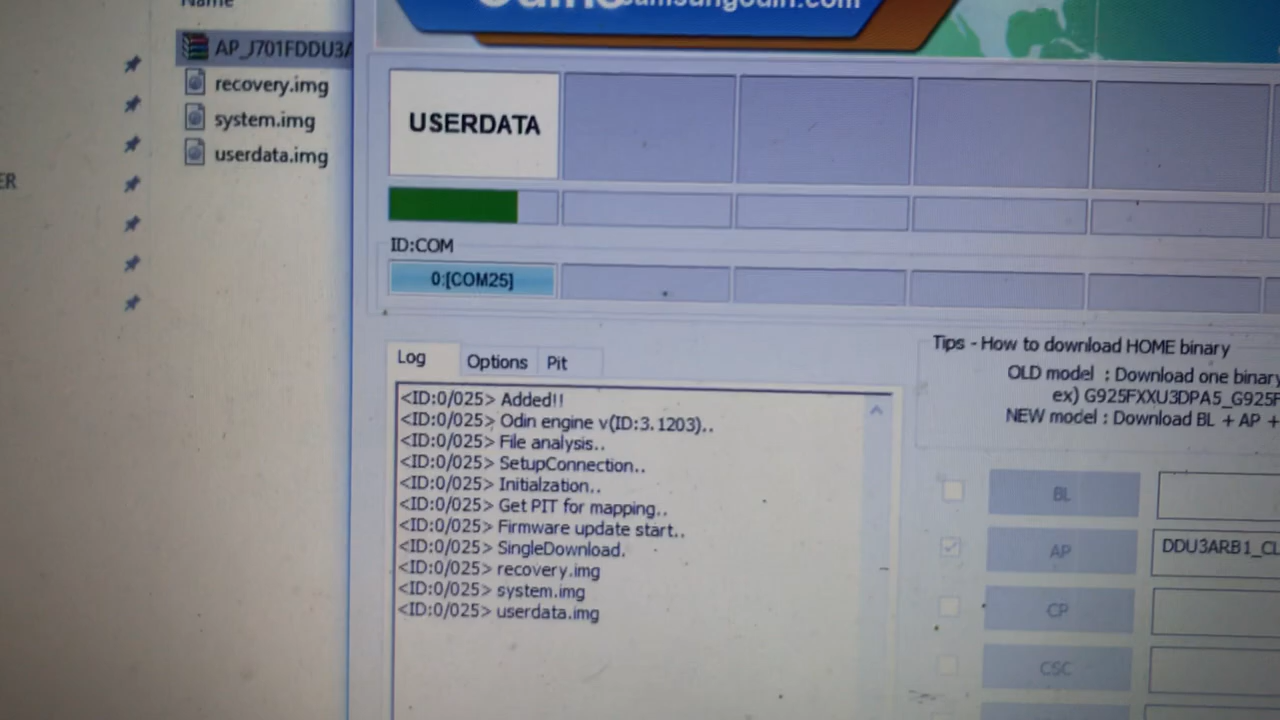 Name
samsungodin.com
AP_J701FDDU3A
recovery.img
system.img
userdata.img
ER
USERDATA
ID:COM
0:[COM25]
Log
Options
Pit
<ID:0/025> Added!!
<ID:0/025> Odin engine v(ID:3.1203)..
<ID:0/025> File analysis..
<ID:0/025> SetupConnection..
<ID:0/025> Initialzation..
<ID:0/025> Get PIT for mapping..
<ID:0/025> Firmware update start..
<ID:0/025> SingleDownload.
<ID:0/025> recovery.img
<ID:0/025> system.img
<ID:0/025> userdata.img
Tips - How to download HOME binary
OLD model : Download one binary
ex) G925FXXU3DPA5_G925F
NEW model : Download BL + AP +
BL
AP
DDU3ARB1_CL
CP
CSC